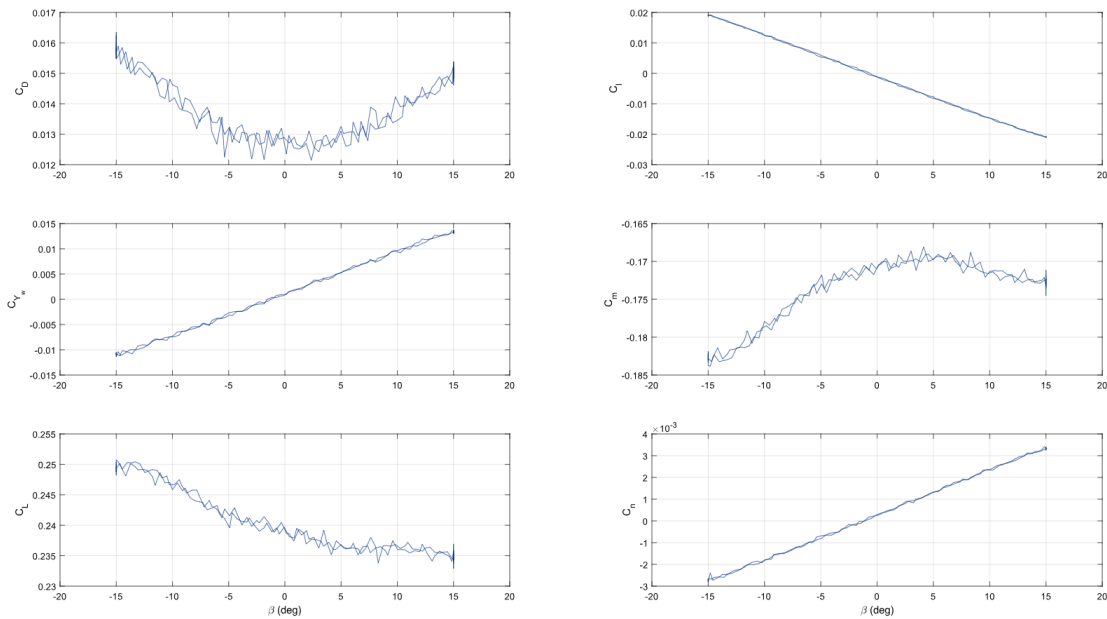 0.017
0.016
0.015
0.014
0.013
0.012
C_D
-20 -15 -10 -5 0 5 10 15 20
0.02
0.01
0
-0.01
-0.02
-0.03
C_l
-20 -15 -10 -5 0 5 10 15 20
0.015
0.01
0.005
0
-0.005
-0.01
-0.015
C_{Y_w}
-20 -15 -10 -5 0 5 10 15 20
-0.165
-0.17
-0.175
-0.18
-0.185
C_m
-20 -15 -10 -5 0 5 10 15 20
0.255
0.25
0.245
0.24
0.235
0.23
C_L
-20 -15 -10 -5 0 5 10 15 20
β (deg)
×10^{-3}
4
3
2
1
0
-1
-2
-3
C_n
-20 -15 -10 -5 0 5 10 15 20
β (deg)